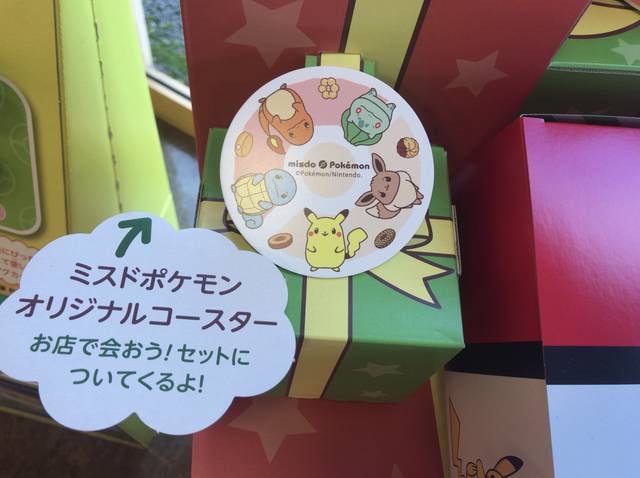 misdo Pokémon
©Pokémon/Nintendo.
ミスドポケモン
オリジナルコースター
お店で会おう!セットに
ついてくるよ!